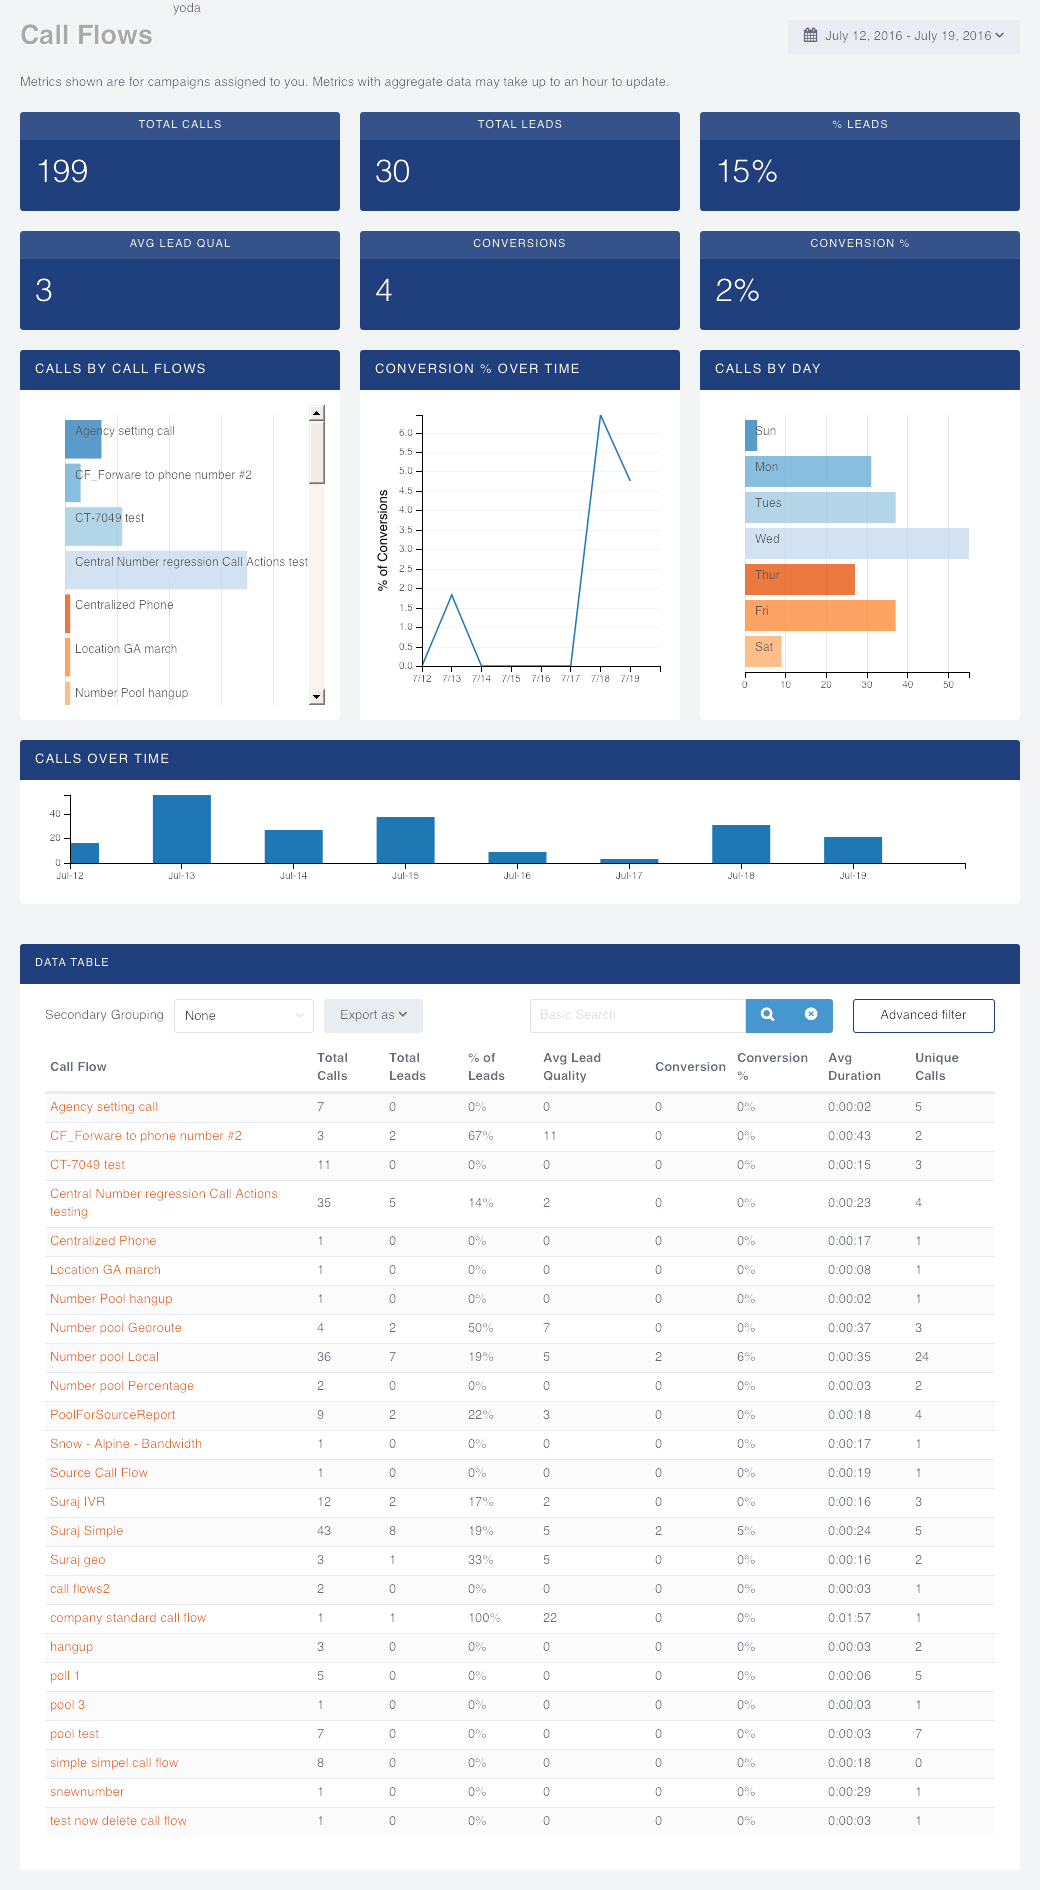 yoda
Call Flows
July 12, 2016 - July 19, 2016
Metrics shown are for campaigns assigned to you. Metrics with aggregate data may take up to an hour to update.
TOTAL CALLS
199
TOTAL LEADS
30
% LEADS
15%
AVG LEAD QUAL
3
CONVERSIONS
4
CONVERSION %
2%
CALLS BY CALL FLOWS
Agency setting call
CF_Forware to phone number #2
CT-7049 test
Central Number regression Call Actions test
Centralized Phone
Location GA march
Number Pool hangup
CONVERSION % OVER TIME
% of Conversions
6.0
5.5
5.0
4.5
4.0
3.5
3.0
2.5
2.0
1.5
1.0
0.5
0.0
7/12 7/13 7/14 7/15 7/16 7/17 7/18 7/19
CALLS BY DAY
Sun
Mon
Tues
Wed
Thur
Fri
Sat
0 10 20 30 40 50
CALLS OVER TIME
40
20
0
Jul-12 Jul-13 Jul-14 Jul-15 Jul-16 Jul-17 Jul-18 Jul-19
DATA TABLE
Secondary Grouping None Export as Basic Search Advanced filter
Call Flow Total Calls Total Leads % of Leads Avg Lead Quality Conversion Conversion % Avg Duration Unique Calls
Agency setting call 7 0 0% 0 0 0% 0:00:02 5
CF_Forware to phone number #2 3 2 67% 11 0 0% 0:00:43 2
CT-7049 test 11 0 0% 0 0 0% 0:00:15 3
Central Number regression Call Actions testing 35 5 14% 2 0 0% 0:00:23 4
Centralized Phone 1 0 0% 0 0 0% 0:00:17 1
Location GA march 1 0 0% 0 0 0% 0:00:08 1
Number Pool hangup 1 0 0% 0 0 0% 0:00:02 1
Number pool Georoute 4 2 50% 7 0 0% 0:00:37 3
Number pool Local 36 7 19% 5 2 6% 0:00:35 24
Number pool Percentage 2 0 0% 0 0 0% 0:00:03 2
PoolForSourceReport 9 2 22% 3 0 0% 0:00:18 4
Snow - Alpine - Bandwidth 1 0 0% 0 0 0% 0:00:17 1
Source Call Flow 1 0 0% 0 0 0% 0:00:19 1
Suraj IVR 12 2 17% 2 0 0% 0:00:16 3
Suraj Simple 43 8 19% 5 2 5% 0:00:24 5
Suraj geo 3 1 33% 5 0 0% 0:00:16 2
call flows2 2 0 0% 0 0 0% 0:00:03 1
company standard call flow 1 1 100% 22 0 0% 0:01:57 1
hangup 3 0 0% 0 0 0% 0:00:03 2
poll 1 5 0 0% 0 0 0% 0:00:06 5
pool 3 1 0 0% 0 0 0% 0:00:03 1
pool test 7 0 0% 0 0 0% 0:00:03 7
simple simpel call flow 8 0 0% 0 0 0% 0:00:18 0
snewnumber 1 0 0% 0 0 0% 0:00:29 1
test now delete call flow 1 0 0% 0 0 0% 0:00:03 1